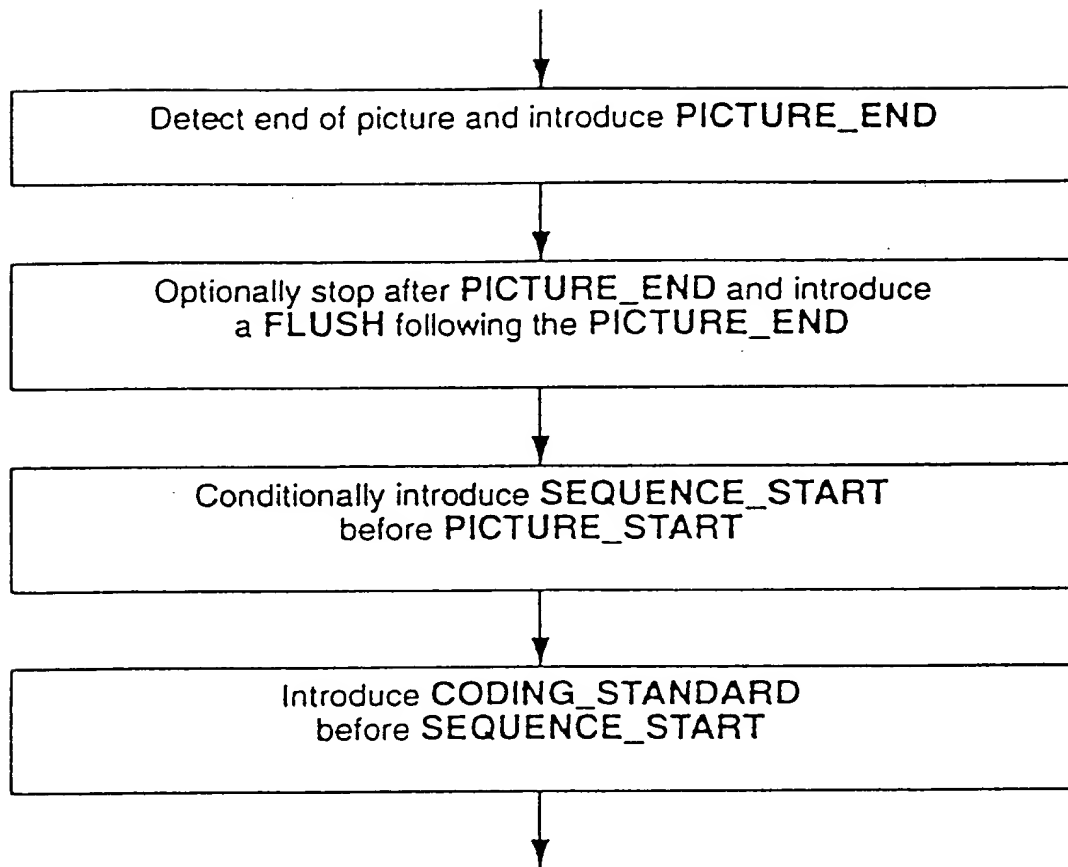 Detect end of picture and introduce PICTURE_END
Optionally stop after PICTURE_END and introduce
a FLUSH following the PICTURE_END
Conditionally introduce SEQUENCE_START
before PICTURE_START
Introduce CODING_STANDARD
before SEQUENCE_START